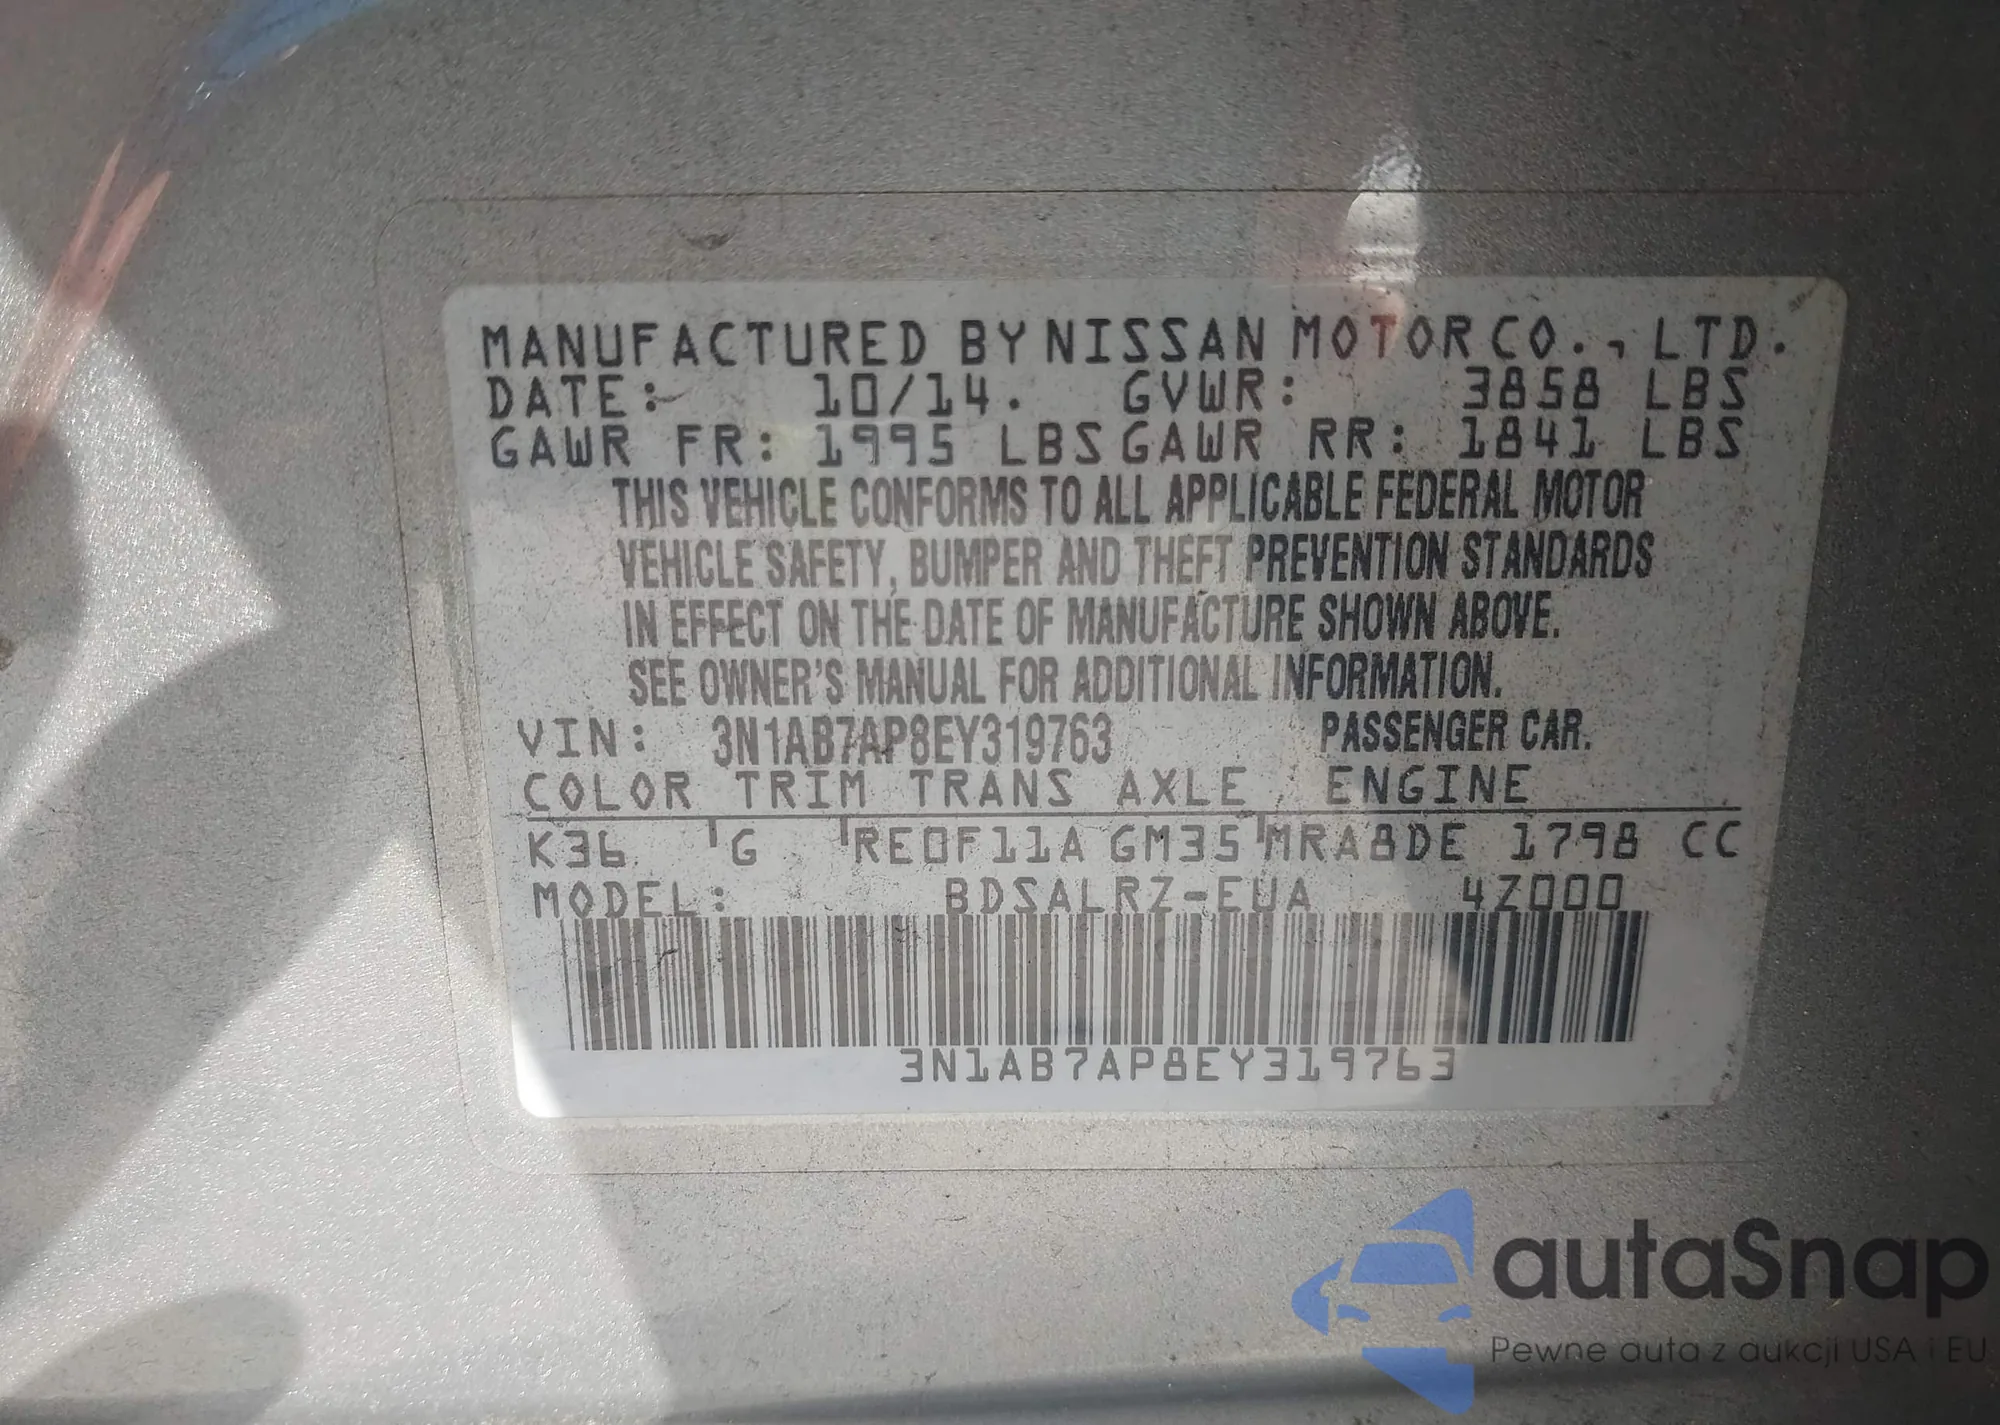 MANUFACTURED BY NISSAN MOTOR CO., LTD.
DATE: 10/14. GVWR: 3858 LBS
GAWR FR: 1995 LBS GAWR RR: 1841 LBS
THIS VEHICLE CONFORMS TO ALL APPLICABLE FEDERAL MOTOR
VEHICLE SAFETY, BUMPER AND THEFT PREVENTION STANDARDS
IN EFFECT ON THE DATE OF MANUFACTURE SHOWN ABOVE.
SEE OWNER'S MANUAL FOR ADDITIONAL INFORMATION.
VIN: 3N1AB7AP8EY319763 PASSENGER CAR.
COLOR TRIM TRANS AXLE ENGINE
K36 G RE0F11A GM35 MRA8DE 1798 CC
MODEL: BDSALRZ-EUA 4Z000
3N1AB7AP8EY319763
autaSnap
Pewne auta z aukcji USA i EU